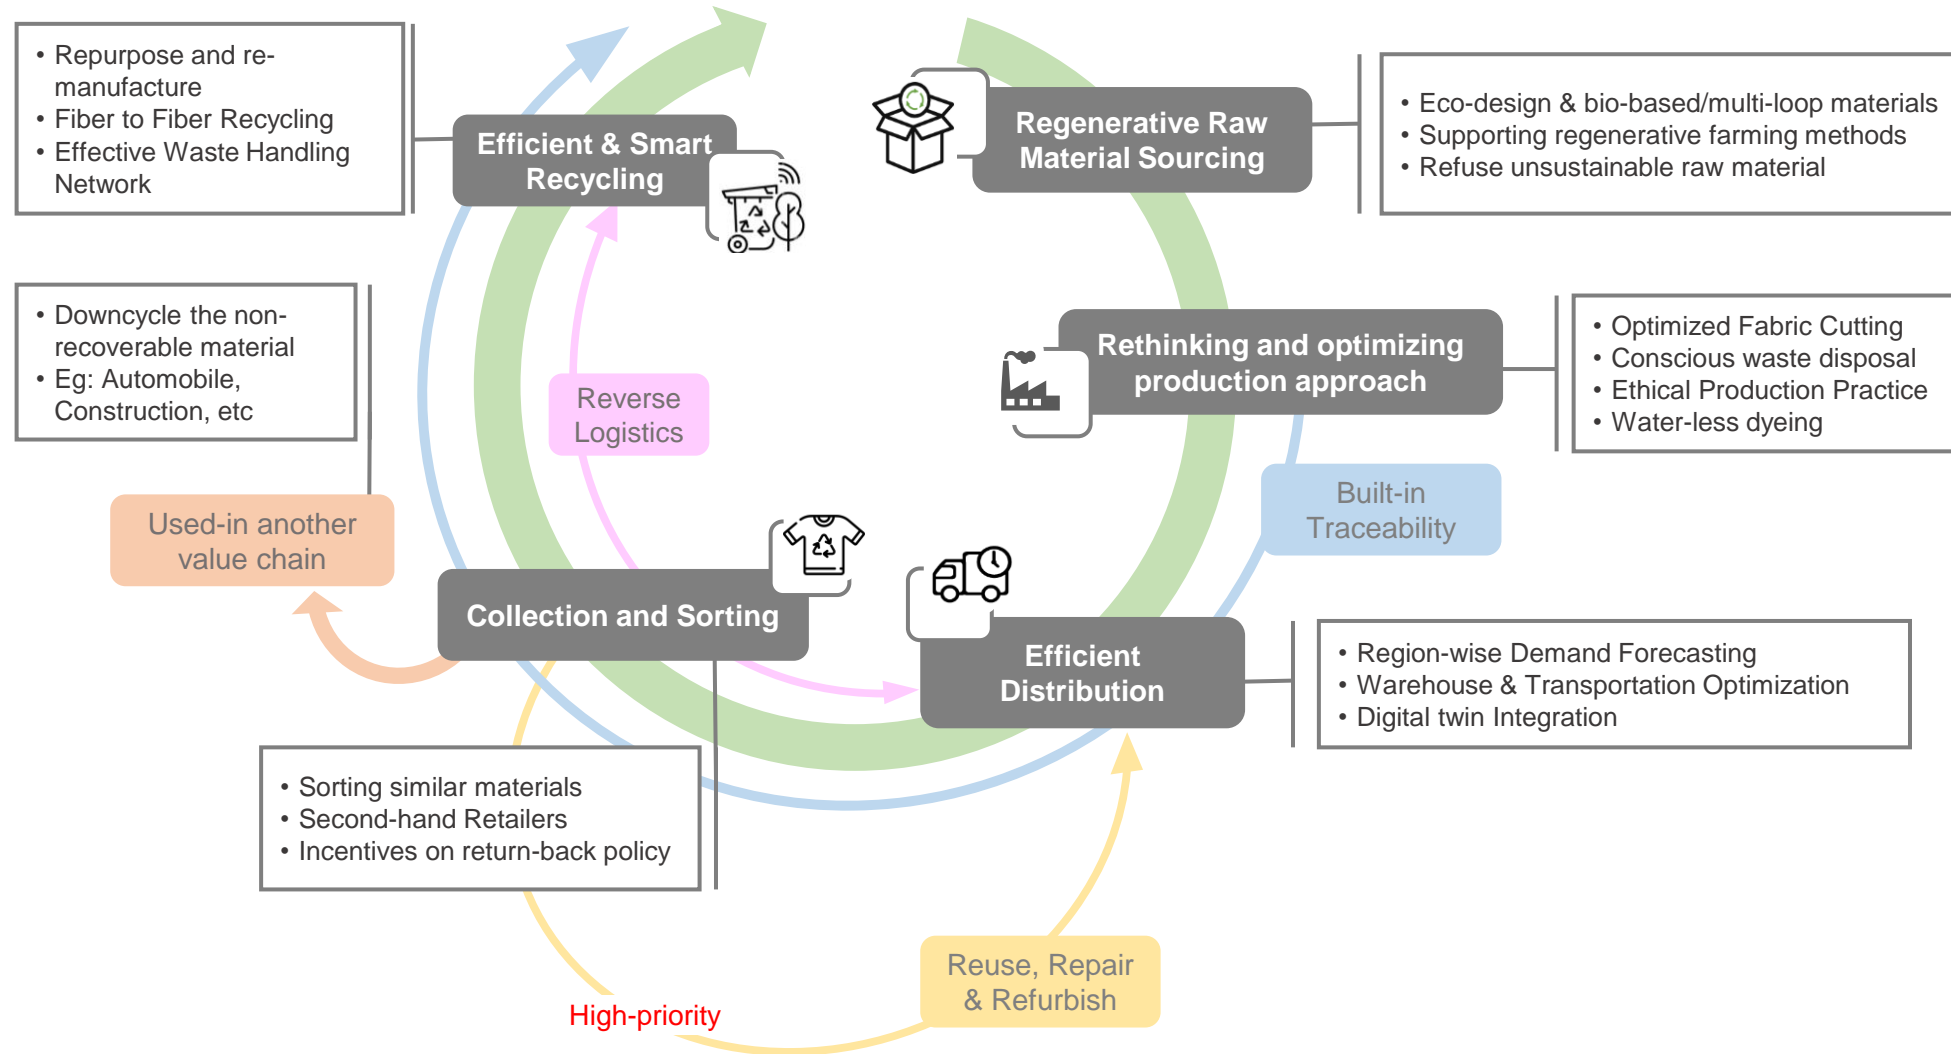 • Repurpose and re-
manufacture
• Fiber to Fiber Recycling
• Effective Waste Handling
Network
Efficient & Smart
Recycling
Regenerative Raw
Material Sourcing
• Eco-design & bio-based/multi-loop materials
• Supporting regenerative farming methods
• Refuse unsustainable raw material
• Downcycle the non-
recoverable material
• Eg: Automobile,
Construction, etc
Reverse
Logistics
Rethinking and optimizing
production approach
• Optimized Fabric Cutting
• Conscious waste disposal
• Ethical Production Practice
• Water-less dyeing
Used-in another
value chain
Built-in
Traceability
Collection and Sorting
Efficient
Distribution
• Region-wise Demand Forecasting
• Warehouse & Transportation Optimization
• Digital twin Integration
• Sorting similar materials
• Second-hand Retailers
• Incentives on return-back policy
Reuse, Repair
& Refurbish
High-priority